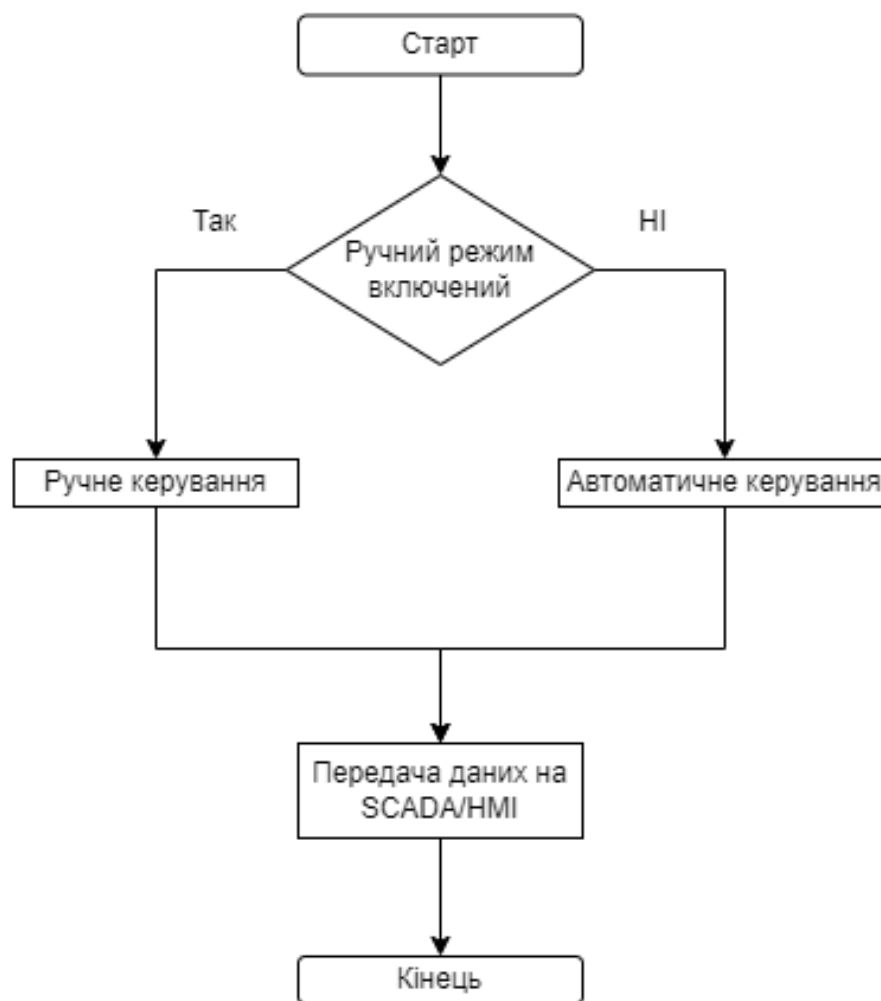 Старт
Так
НІ
Ручний режим
включений
Ручне керування
Автоматичне керування
Передача даних на
SCADA/HMI
Кінець